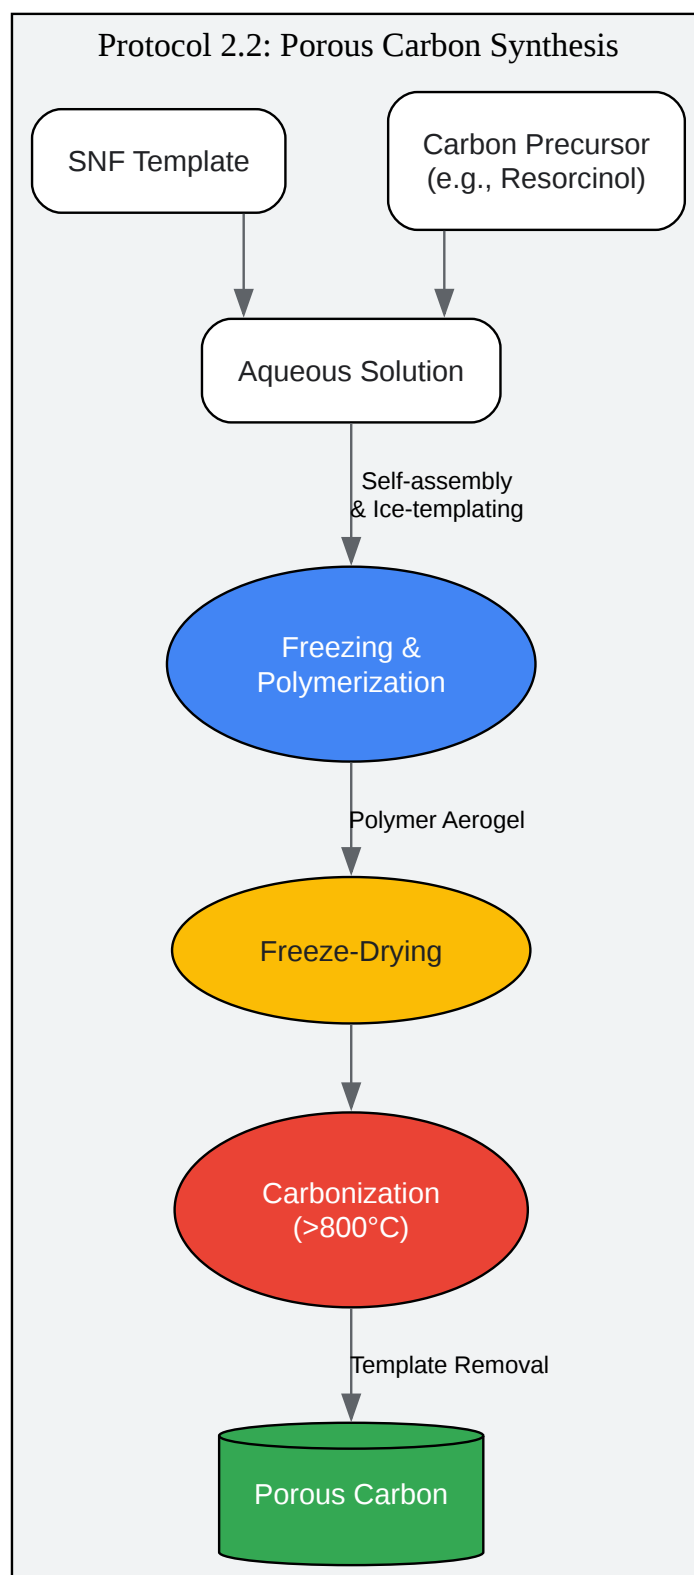 Protocol 2.2: Porous Carbon Synthesis
SNF Template
Carbon Precursor
(e.g., Resorcinol)
Aqueous Solution
Self-assembly
& Ice-templating
Freezing &
Polymerization
Polymer Aerogel
Freeze-Drying
Carbonization
(>800°C)
Template Removal
Porous Carbon